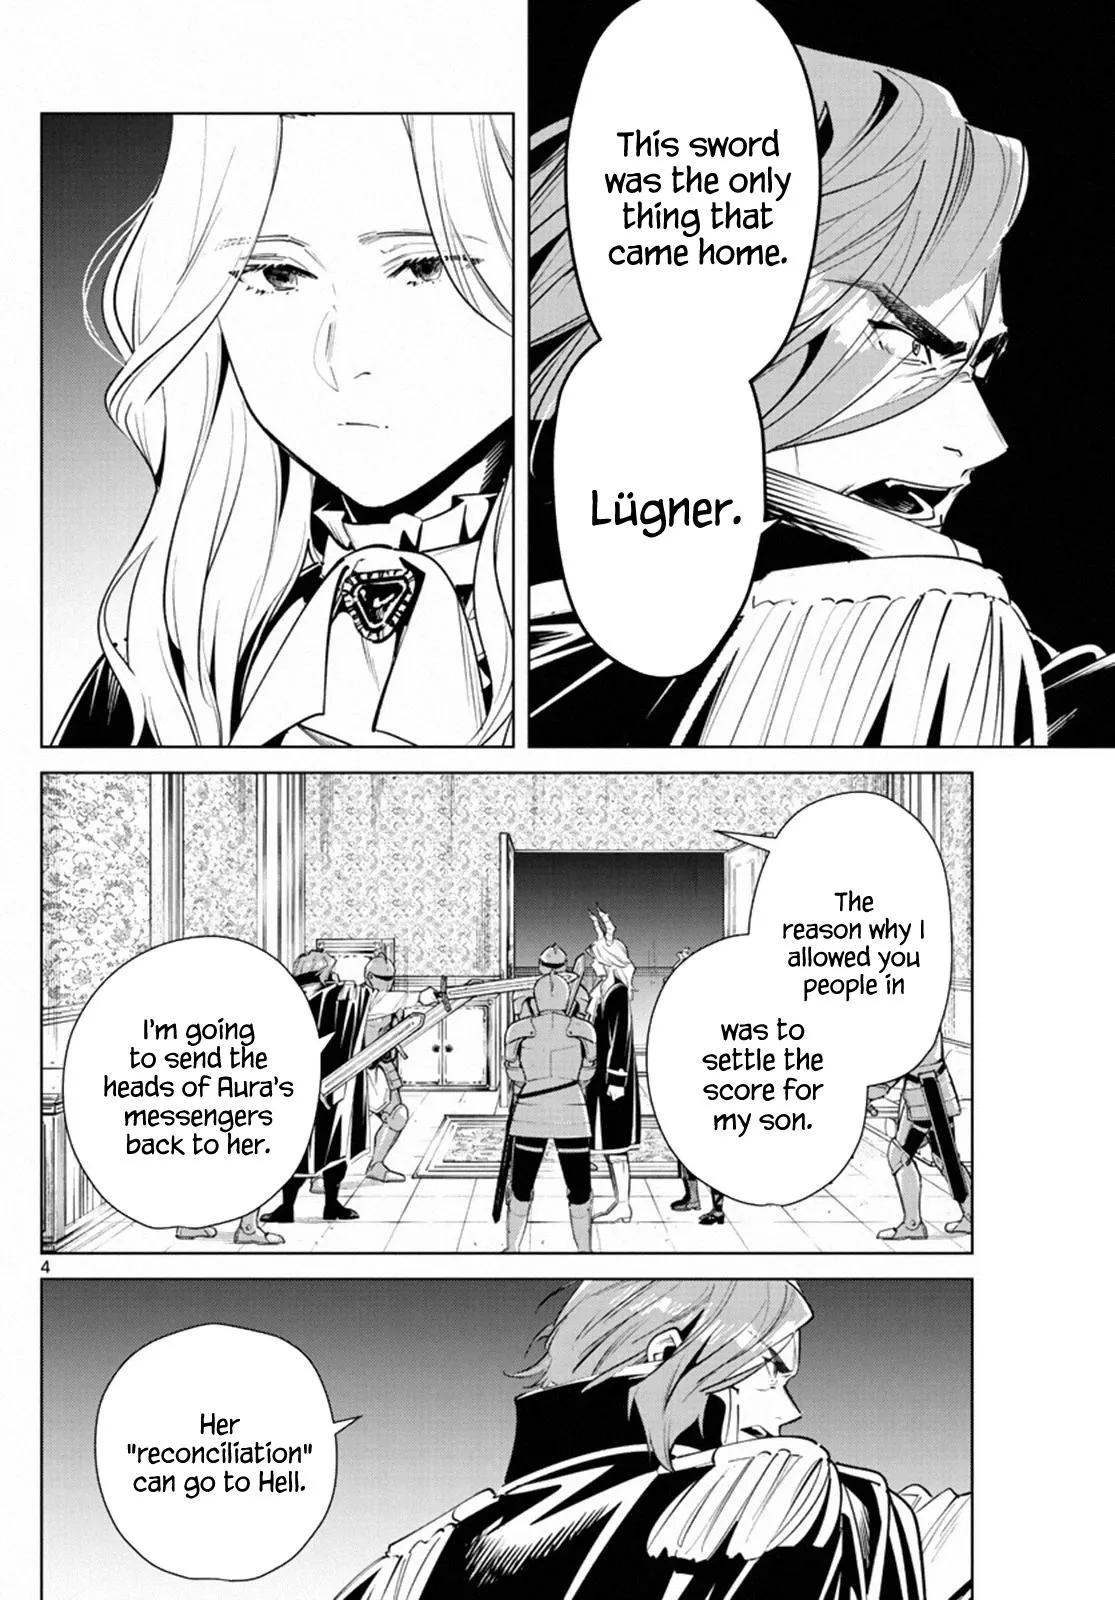 This sword
was the only
thing that
came home.
Lügner.
The
reason why I
allowed you
people in
was to
settle the
score for
my son.
I'm going
to send the
heads of Aura's
messengers
back to her.
4
Her
"reconciliation"
can go to Hell.